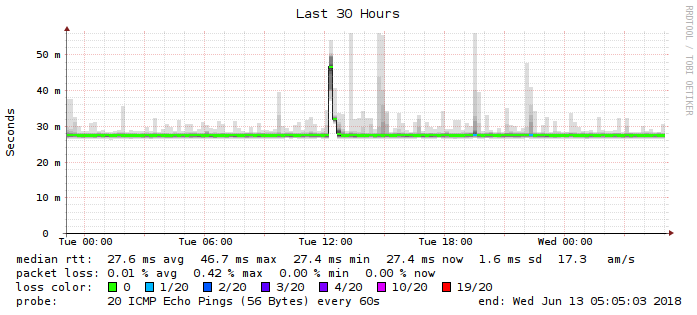 Last 30 Hours
RRDTOOL / TOBI OETIKER
Seconds
50 m
40 m
30 m
20 m
10 m
0
Tue 00:00 Tue 06:00 Tue 12:00 Tue 18:00 Wed 00:00
median rtt: 27.6 ms avg 46.7 ms max 27.4 ms min 27.4 ms now 1.6 ms sd 17.3 am/s
packet loss: 0.01 % avg 0.42 % max 0.00 % min 0.00 % now
loss color: 0 1/20 2/20 3/20 4/20 10/20 19/20
probe: 20 ICMP Echo Pings (56 Bytes) every 60s end: Wed Jun 13 05:05:03 2018